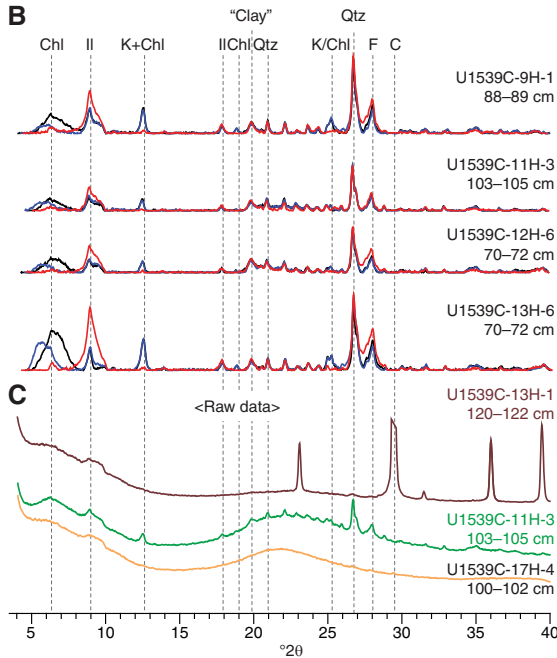 B
"Clay"
Qtz
Chl Il K+Chl Il Chl Qtz K/Chl F C
U1539C-9H-1
88–89 cm
U1539C-11H-3
103–105 cm
U1539C-12H-6
70–72 cm
U1539C-13H-6
70–72 cm
C
<Raw data>
U1539C-13H-1
120–122 cm
U1539C-11H-3
103–105 cm
U1539C-17H-4
100–102 cm
5 10 15 20 25 30 35 40
°2θ